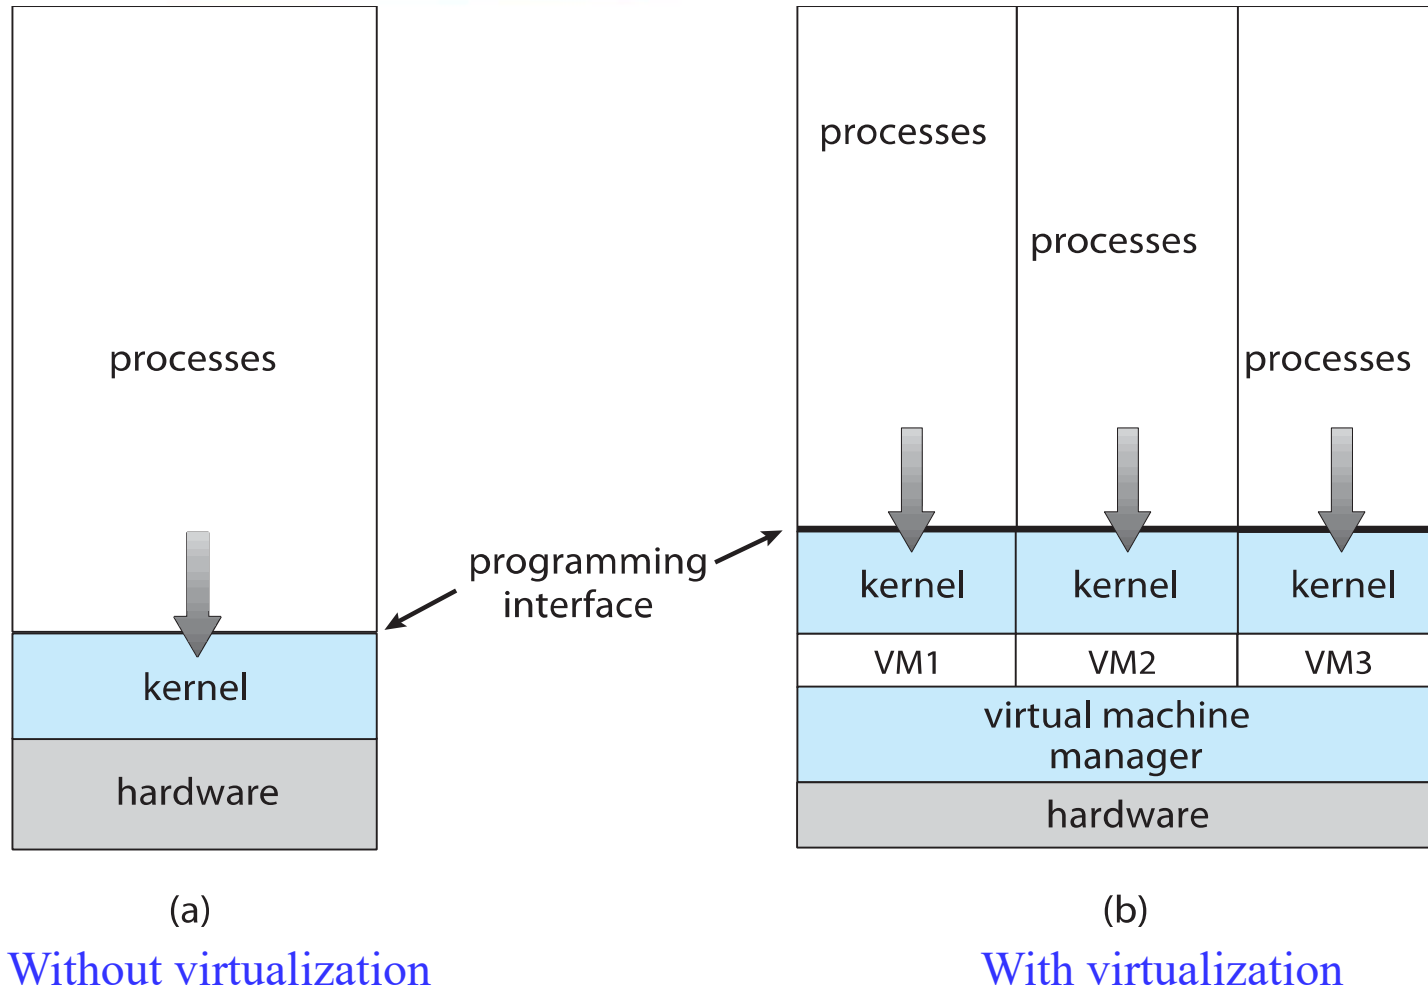 processes
kernel
hardware
(a)
Without virtualization
programming
interface
processes
processes
processes
kernel
kernel
kernel
VM1
VM2
VM3
virtual machine
manager
hardware
(b)
With virtualization